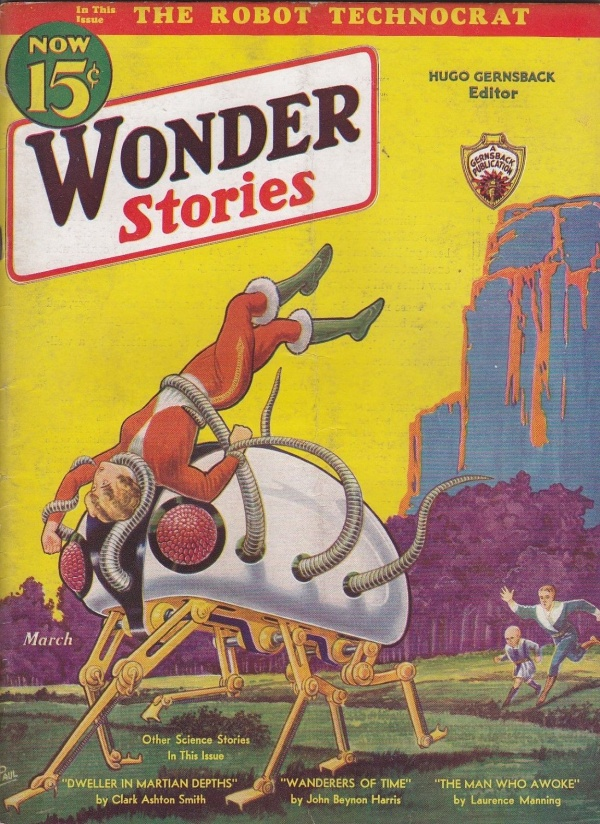 In This
Issue
THE ROBOT TECHNOCRAT
NOW
15¢
HUGO GERNSBACK
Editor
WONDER
Stories
A
GERNSBACK
PUBLICATION
March
Other Science Stories
In This Issue
PAUL
"DWELLER IN MARTIAN DEPTHS"
by Clark Ashton Smith
"WANDERERS OF TIME"
by John Beynon Harris
"THE MAN WHO AWOKE"
by Laurence Manning